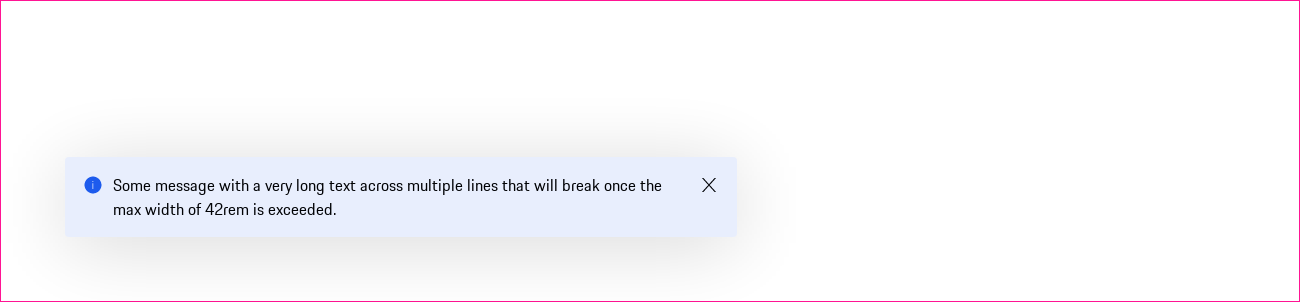 Some message with a very long text across multiple lines that will break once the
max width of 42rem is exceeded.